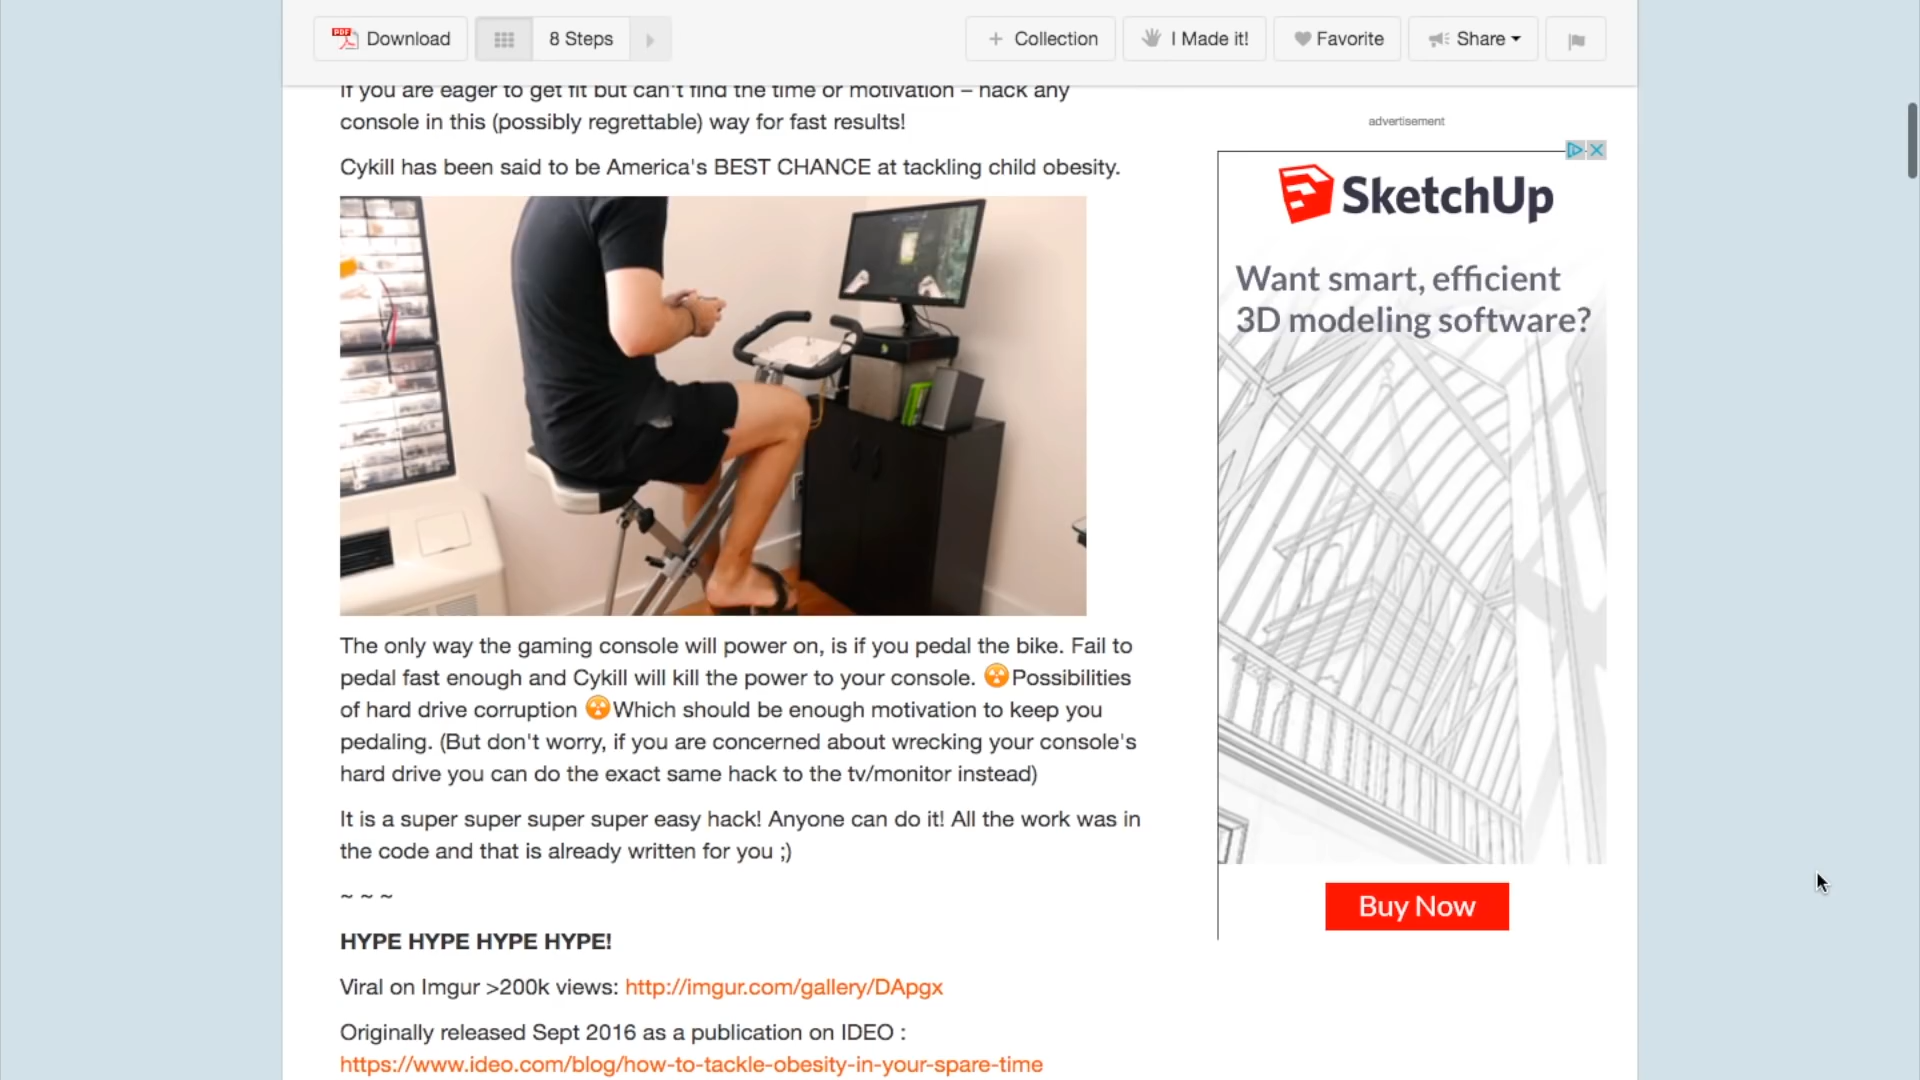 Download
8 Steps
Collection
I Made it!
Favorite
Share
If you are eager to get fit but can't find the time or motivation – hack any
console in this (possibly regrettable) way for fast results!
Cykill has been said to be America's BEST CHANCE at tackling child obesity.
The only way the gaming console will power on, is if you pedal the bike. Fail to
pedal fast enough and Cykill will kill the power to your console. ☢Possibilities
of hard drive corruption ☢Which should be enough motivation to keep you
pedaling. (But don't worry, if you are concerned about wrecking your console's
hard drive you can do the exact same hack to the tv/monitor instead)
It is a super super super super easy hack! Anyone can do it! All the work was in
the code and that is already written for you ;)
~ ~ ~
HYPE HYPE HYPE HYPE!
Viral on Imgur >200k views: http://imgur.com/gallery/DApgx
Originally released Sept 2016 as a publication on IDEO :
https://www.ideo.com/blog/how-to-tackle-obesity-in-your-spare-time
advertisement
SketchUp
Want smart, efficient
3D modeling software?
Buy Now